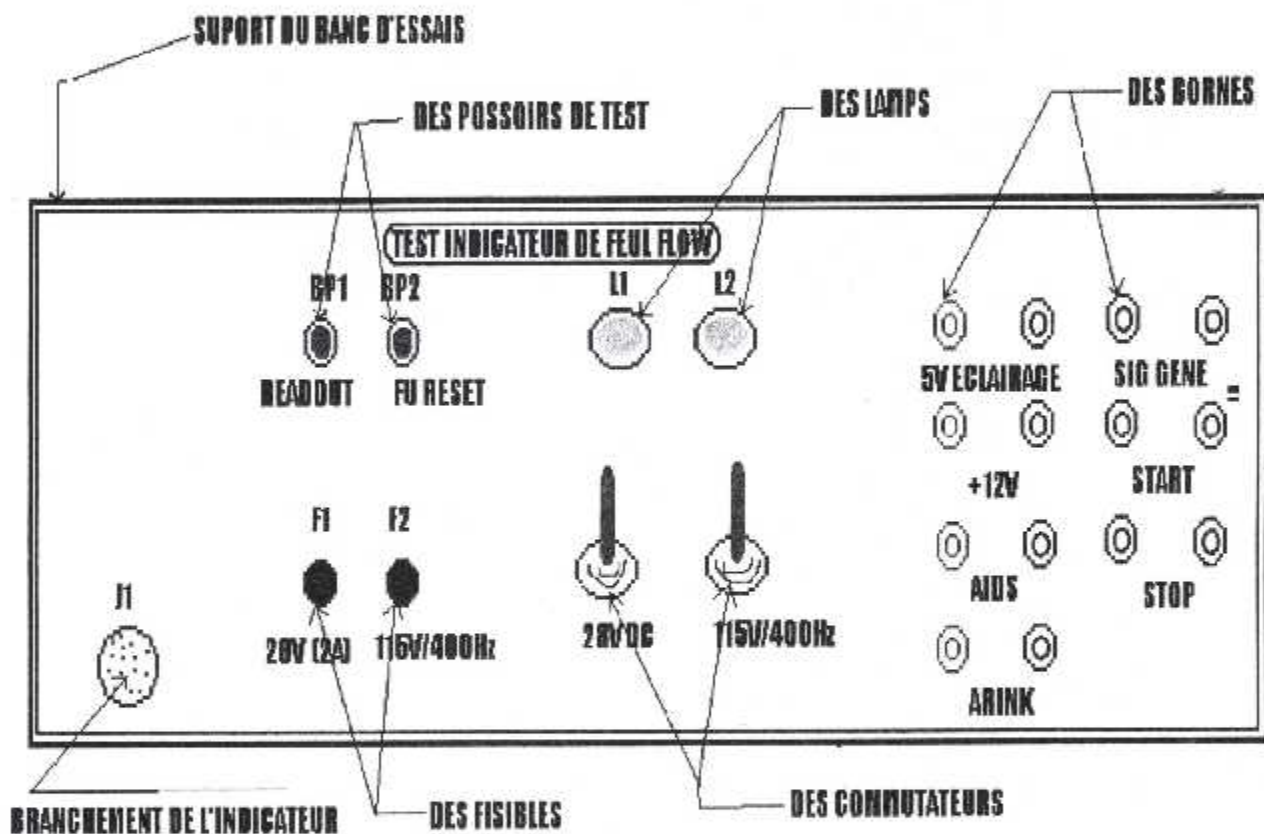 SUPORT DU BANC D'ESSAIS
DES POSSOIRS DE TEST
DES LAMPS
DES BORNES
TEST INDICATEUR DE FEUL FLOW
BP1 BP2 L1 L2
READOUT FU RESET
5V ECLAIRAGE SIG GENE
+12V START
F1 F2
AIDS STOP
J1
28V (2A) 115V/400Hz 28V DC 115V/400Hz
ARINK
BRANCHEMENT DE L'INDICATEUR
DES FISIBLES
DES COMMUTATEURS